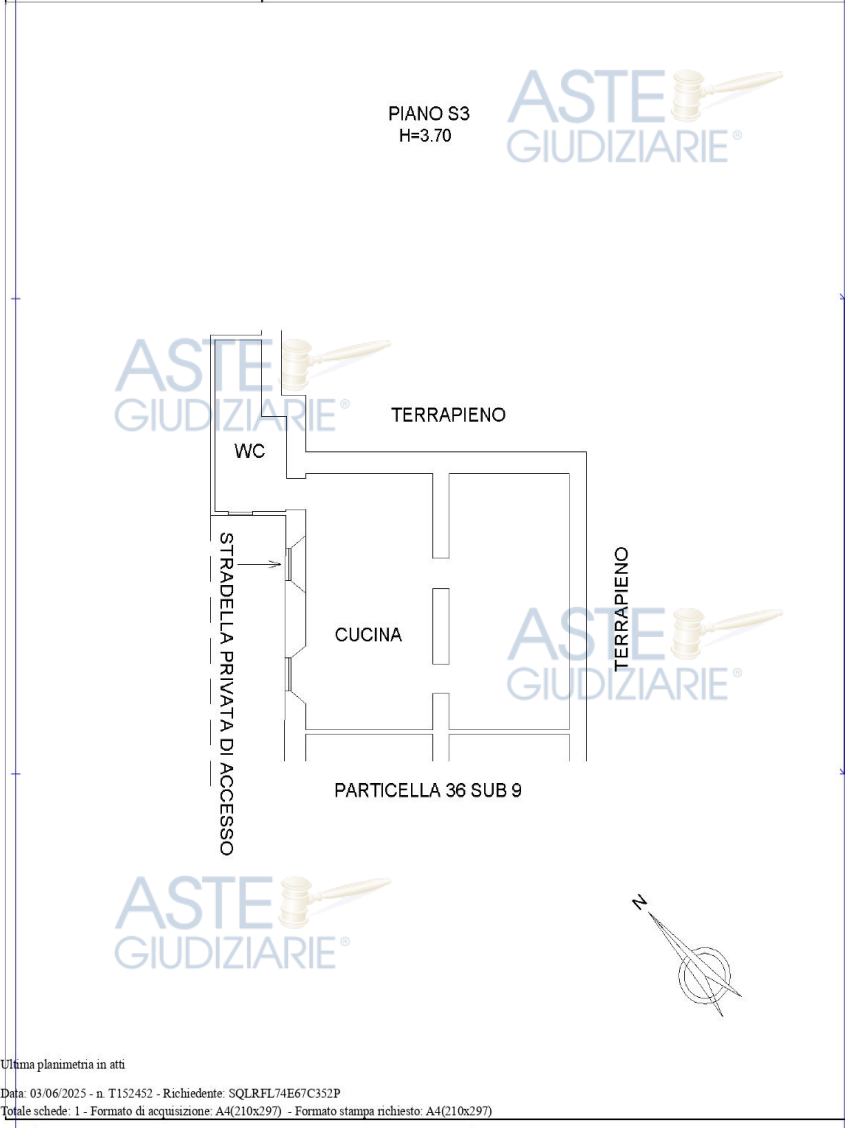 PIANO S3
H=3.70
ASTE
GIUDIZIARIE®
ASTE
GIUDIZIARIE®
TERRAPIENO
WC
STRADELLA PRIVATA DI ACCESSO
CUCINA
TERRAPIENO
ASTE
GIUDIZIARIE®
PARTICELLA 36 SUB 9
ASTE
GIUDIZIARIE®
N
Ultima planimetria in atti
Data: 03/06/2025 - n. T152452 - Richiedente: SQLRFL74E67C352P
Totale schede: 1 - Formato di acquisizione: A4(210x297) - Formato stampa richiesto: A4(210x297)